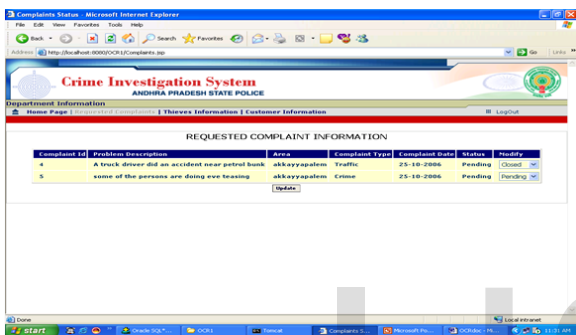 Complaints Status - Microsoft Internet Explorer
File Edit View Favorites Tools Help
Back Search Favorites
Address http://localhost:8080/OCR1/Complaints.jsp Go Links
Crime Investigation System
ANDHRA PRADESH STATE POLICE
Department Information
Home Page | Requested Complaints | Thieves Information | Customer Information LogOut
REQUESTED COMPLAINT INFORMATION
Complaint Id Problem Description Area Complaint Type Complaint Date Status Modify
4 A truck driver did an accident near petrol bunk akkayyapalem Traffic 25-10-2006 Pending Closed
5 some of the persons are doing eve teasing akkayyapalem Crime 25-10-2006 Pending Pending
Update
Done Local intranet
start Oracle SQL*... OCR1 Tomcat Complaints S... Microsoft Po... OCRdoc - M... 11:31 AM